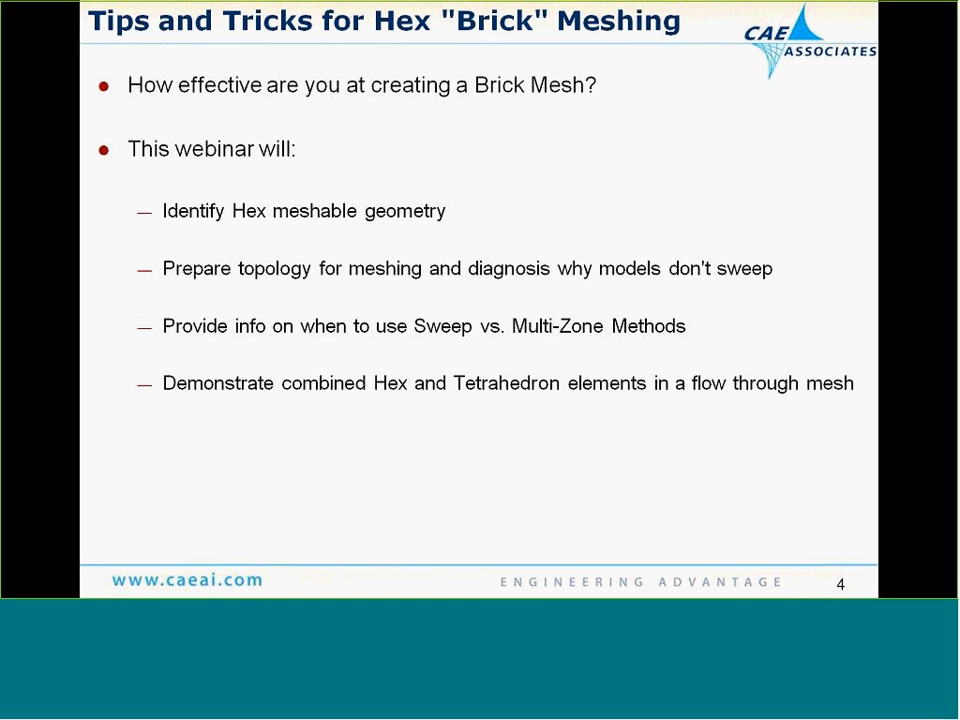 Tips and Tricks for Hex "Brick" Meshing
CAE
ASSOCIATES
● How effective are you at creating a Brick Mesh?
● This webinar will:
— Identify Hex meshable geometry
— Prepare topology for meshing and diagnosis why models don't sweep
— Provide info on when to use Sweep vs. Multi-Zone Methods
— Demonstrate combined Hex and Tetrahedron elements in a flow through mesh
www.caeai.com
ENGINEERING ADVANTAGE
4